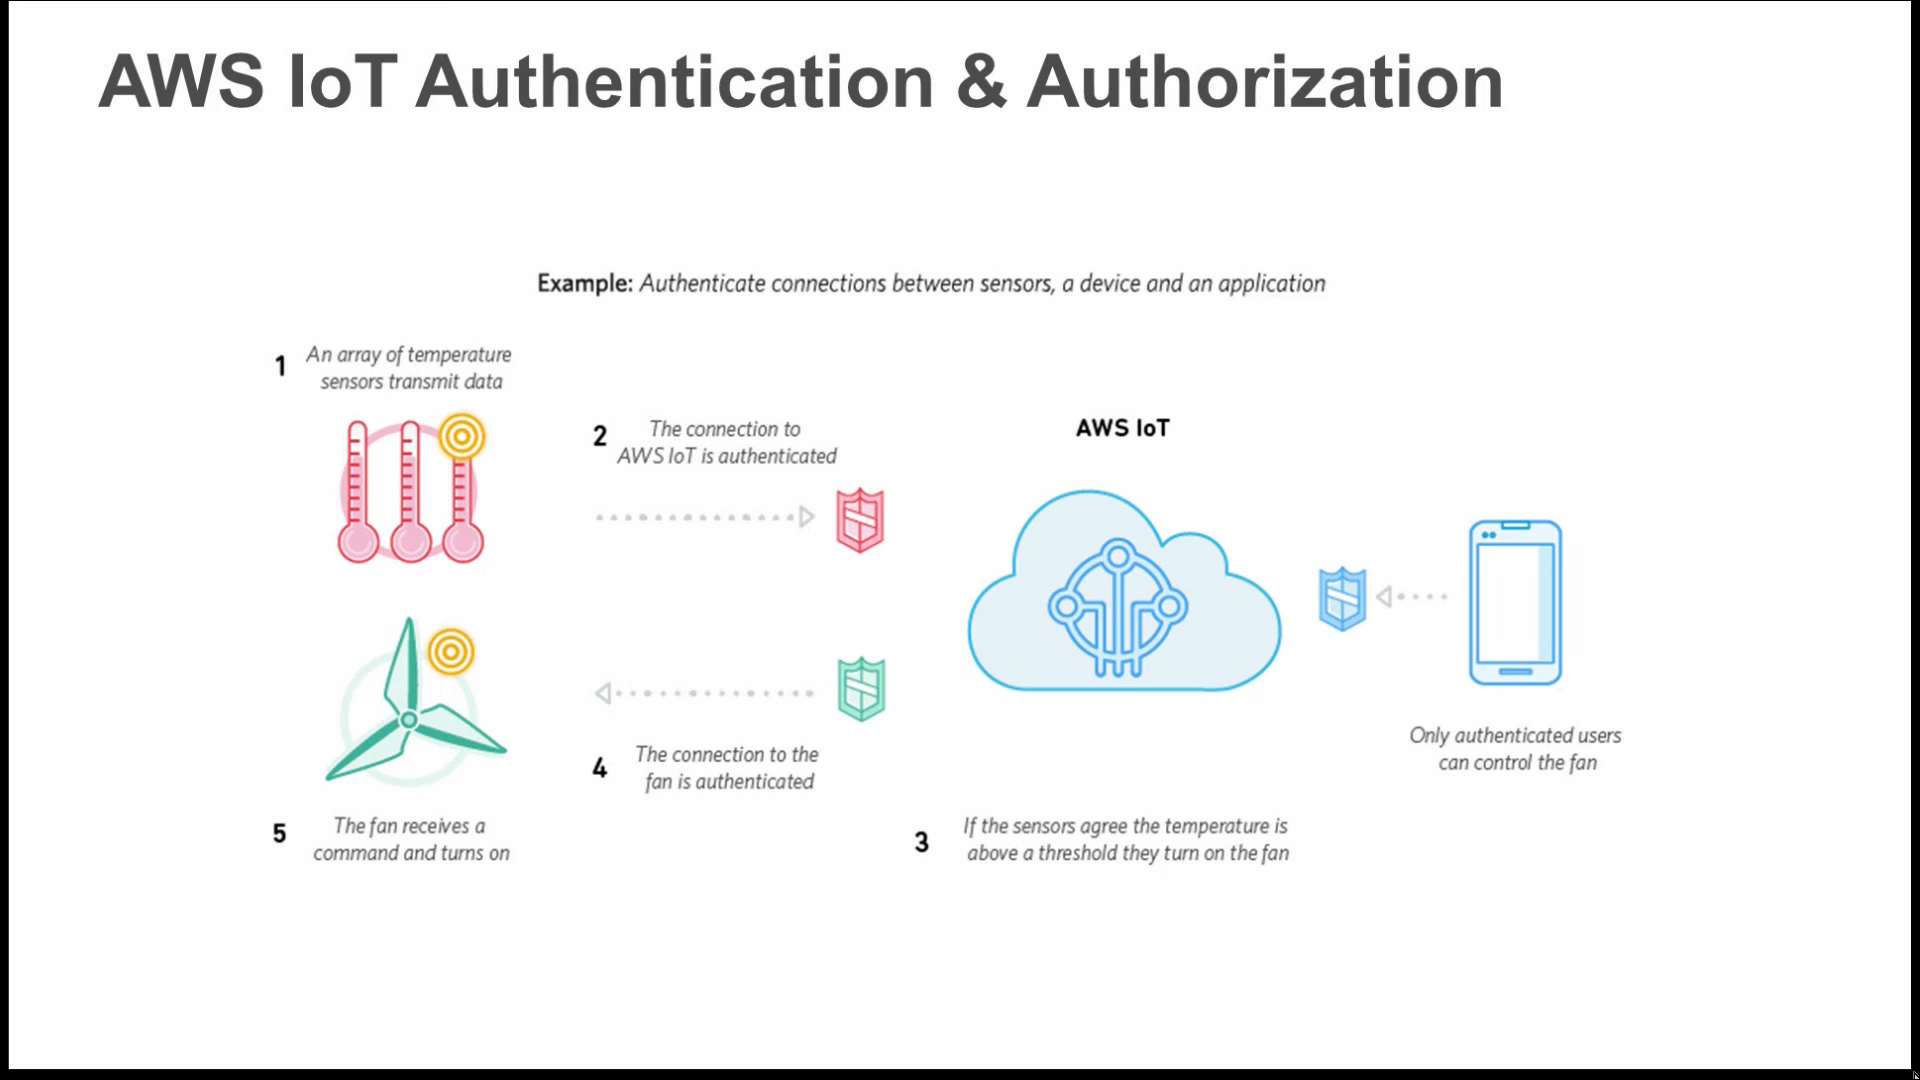 AWS IoT Authentication & Authorization
Example: Authenticate connections between sensors, a device and an application
1
An array of temperature
sensors transmit data
2
The connection to
AWS IoT is authenticated
AWS IoT
Only authenticated users
can control the fan
4
The connection to the
fan is authenticated
5
The fan receives a
command and turns on
3
If the sensors agree the temperature is
above a threshold they turn on the fan